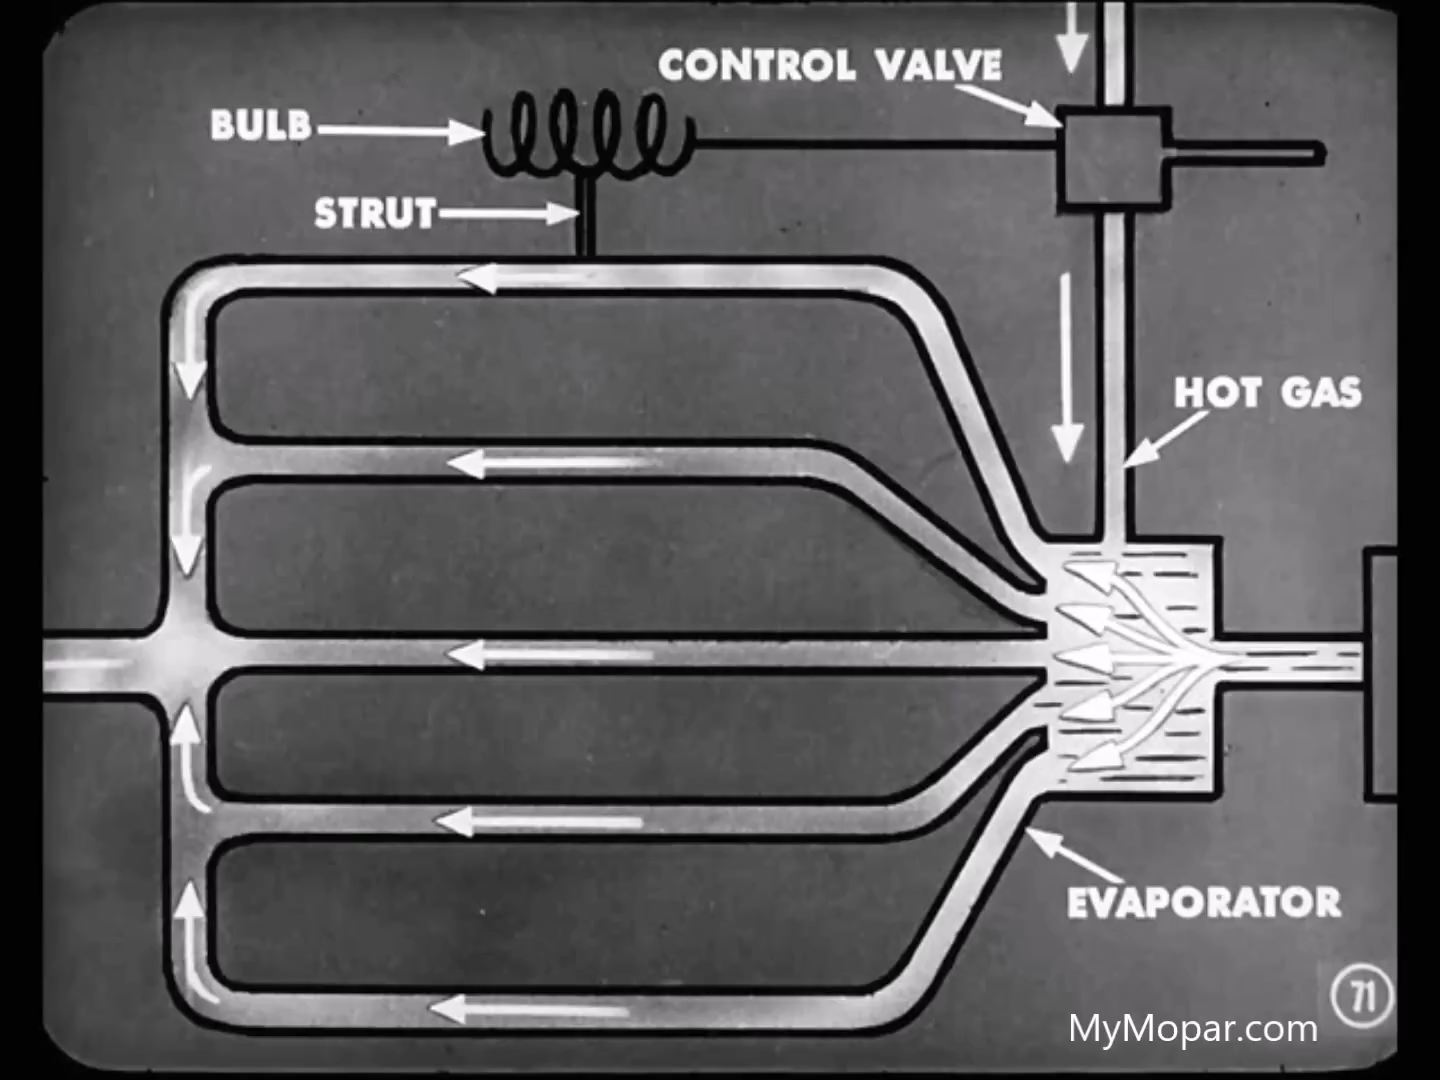 CONTROL VALVE
BULB
STRUT
HOT GAS
EVAPORATOR
71
MyMopar.com